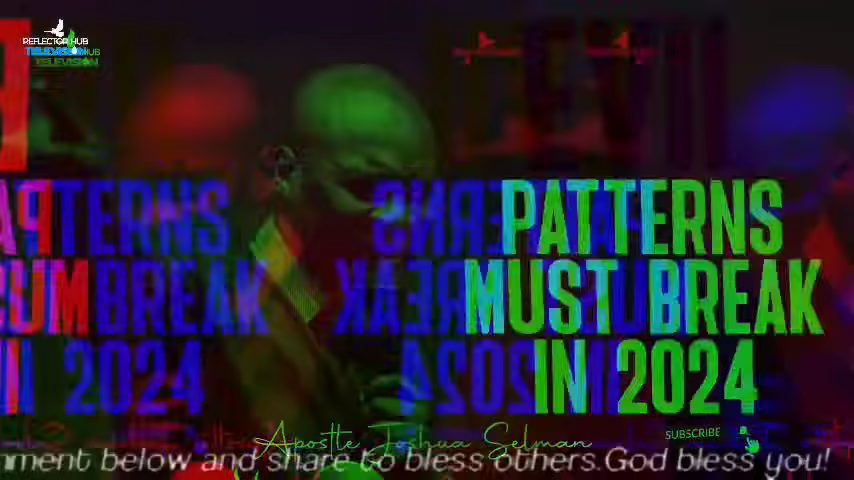 REFLECTOR HUB
TELEVISION
PATTERNS
MUST BREAK
IN 2024
Apostle Joshua Selman
SUBSCRIBE
below and share to bless others.God bless you!